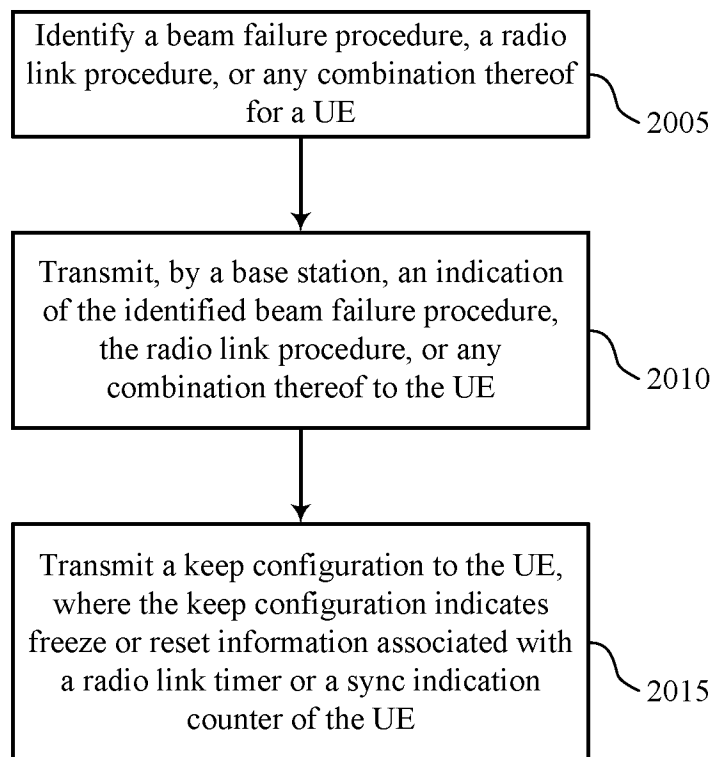 Identify a beam failure procedure, a radio
link procedure, or any combination thereof
for a UE
2005
Transmit, by a base station, an indication
of the identified beam failure procedure,
the radio link procedure, or any
combination thereof to the UE
2010
Transmit a keep configuration to the UE,
where the keep configuration indicates
freeze or reset information associated with
a radio link timer or a sync indication
counter of the UE
2015